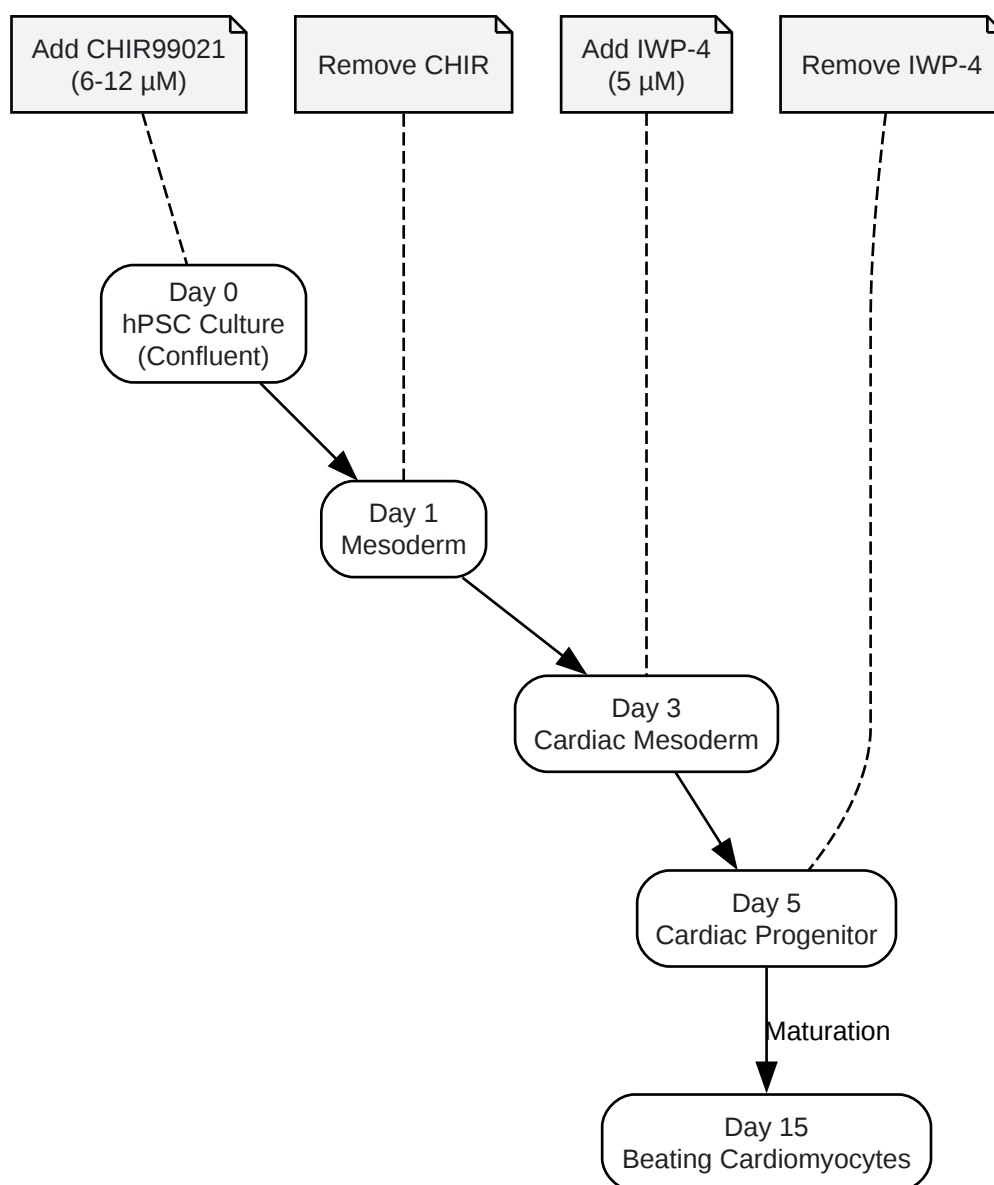 Add CHIR99021
(6-12 µM)
Remove CHIR
Add IWP-4
(5 µM)
Remove IWP-4
Day 0
hPSC Culture
(Confluent)
Day 1
Mesoderm
Day 3
Cardiac Mesoderm
Day 5
Cardiac Progenitor
Maturation
Day 15
Beating Cardiomyocytes